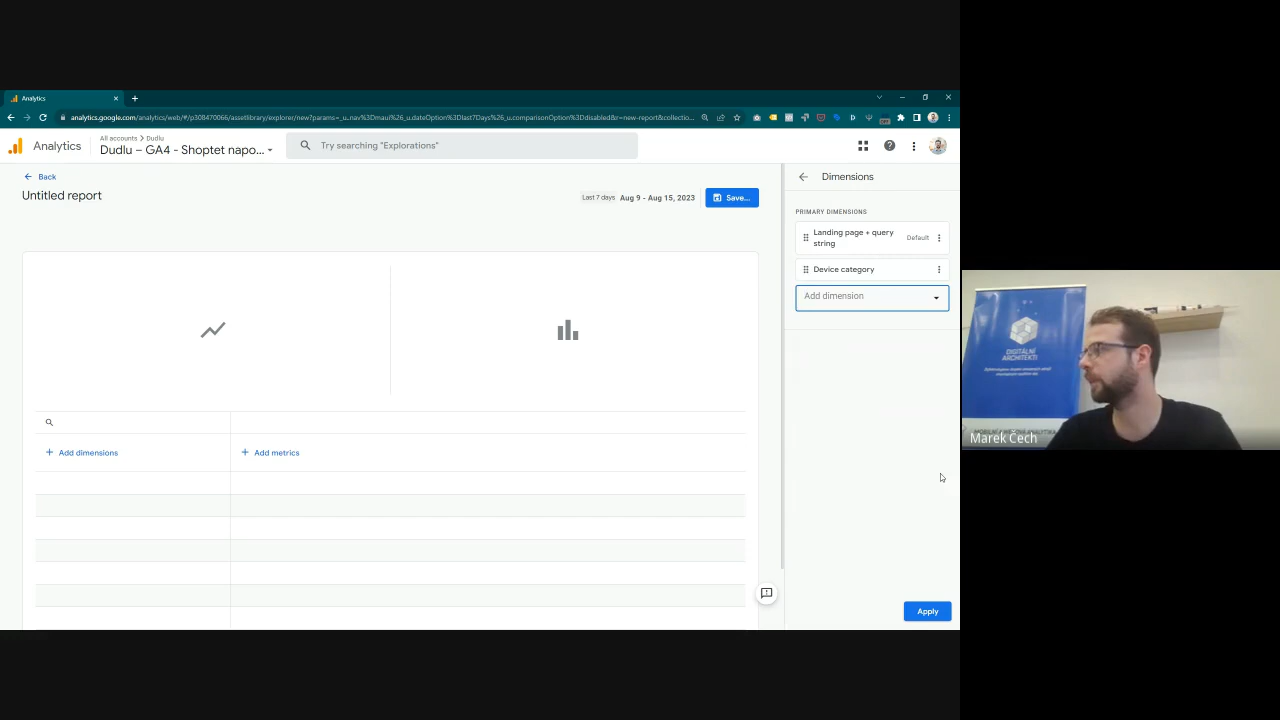 Analytics
analytics.google.com/analytics/web/#/p308470066/assetlibrary/explorer/new?params=_u..nav%3Dmaui%26_u.dateOption%3Dlast7Days%26_u.comparisonOption%3Ddisabled&r=new-report&collectio...
Analytics
All accounts > Dudlu
Dudlu – GA4 - Shoptet napo...
Try searching "Explorations"
Back
Untitled report
Last 7 days Aug 9 - Aug 15, 2023
Save...
Add dimensions
Add metrics
Dimensions
PRIMARY DIMENSIONS
Landing page + query
string
Default
Device category
Add dimension
Apply
DIGITÁLNÍ
ARCHITEKTI
Marek Čech